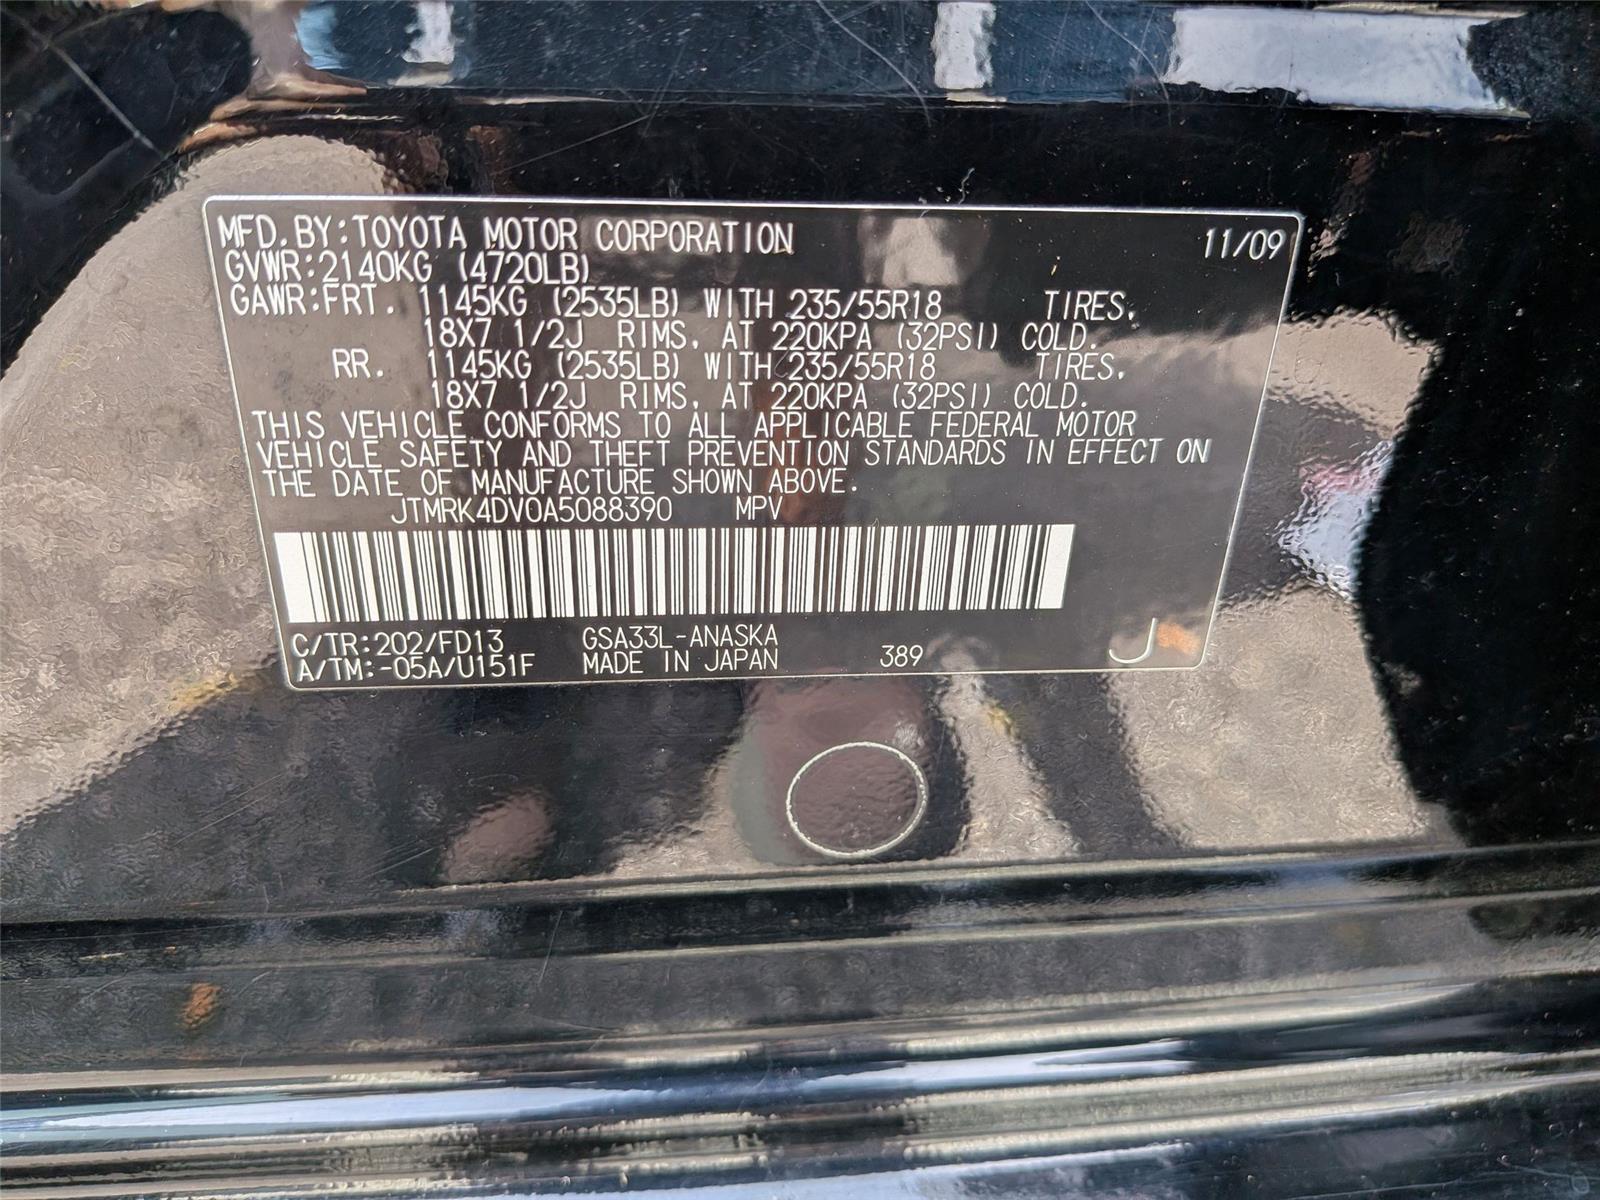 MFD. BY: TOYOTA MOTOR CORPORATION 11/09
GVWR: 2140KG (4720LB)
GAWR: FRT. 1145KG (2535LB) WITH 235/55R18 TIRES,
18X7 1/2J RIMS, AT 220KPA (32PSI) COLD.
RR. 1145KG (2535LB) WITH 235/55R18 TIRES,
18X7 1/2J RIMS, AT 220KPA (32PSI) COLD.
THIS VEHICLE CONFORMS TO ALL APPLICABLE FEDERAL MOTOR
VEHICLE SAFETY AND THEFT PREVENTION STANDARDS IN EFFECT ON
THE DATE OF MANUFACTURE SHOWN ABOVE.
JTMRK4DV0A5088390 MPV
C/TR: 202/FD13 GSA33L-ANASKA
A/TM: -05A/U151F MADE IN JAPAN 389 J